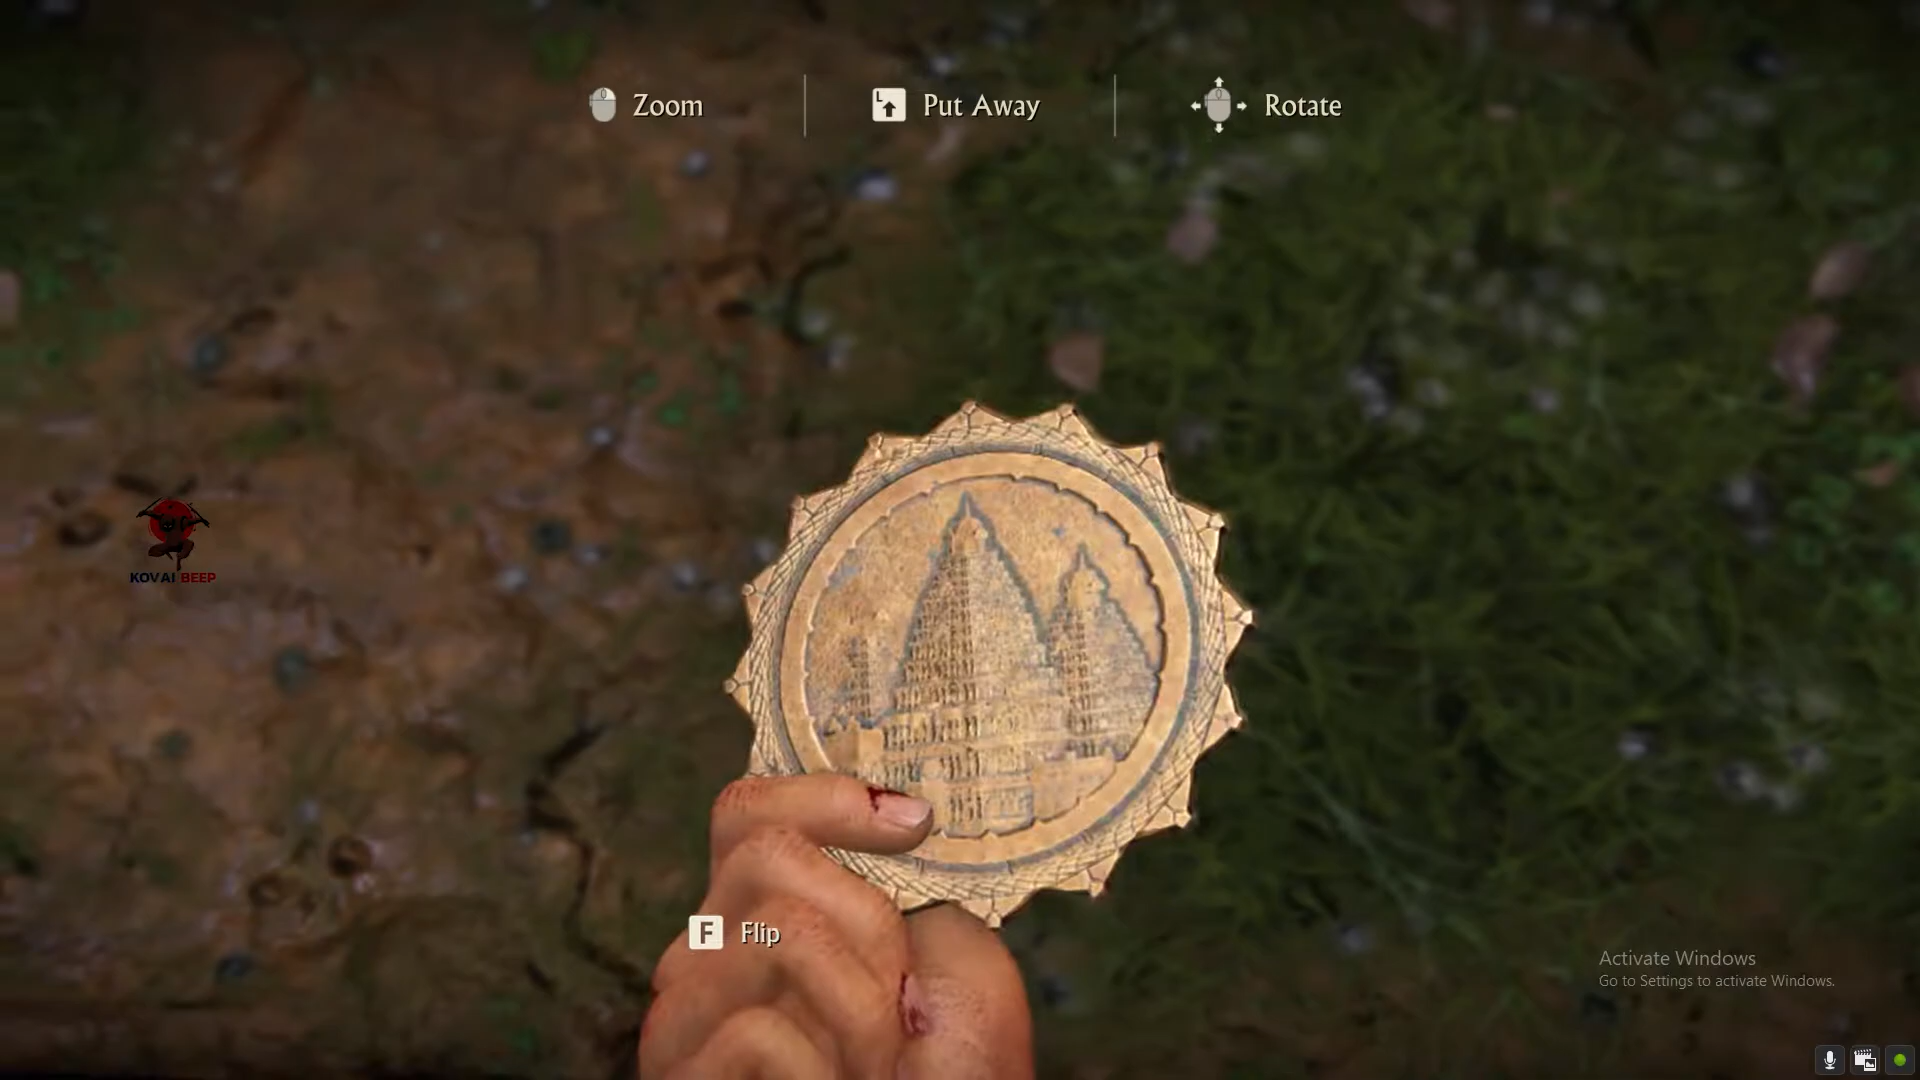 Zoom
L
Put Away
Rotate
KOVAI BEEP
F
Flip
Activate Windows
Go to Settings to activate Windows.